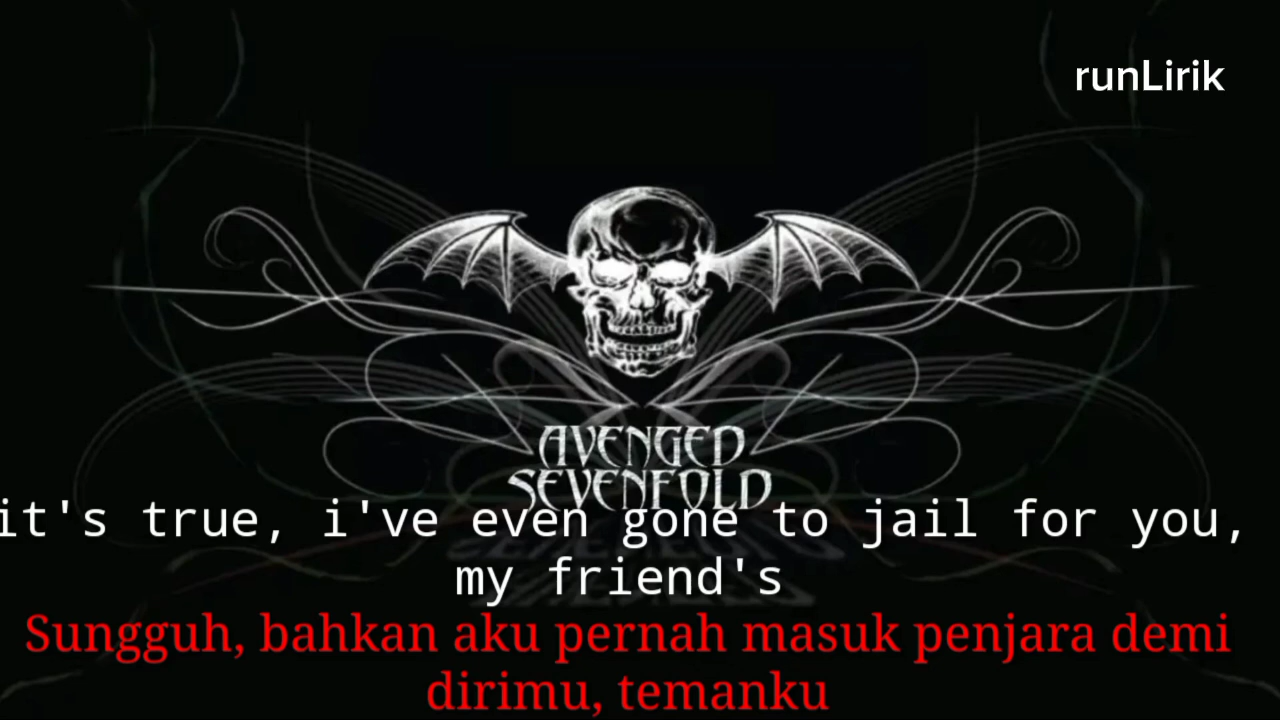 runLirik
AVENGED
SEVENFOLD
it's true, i've even gone to jail for you,
my friend's
Sungguh, bahkan aku pernah masuk penjara demi
dirimu, temanku